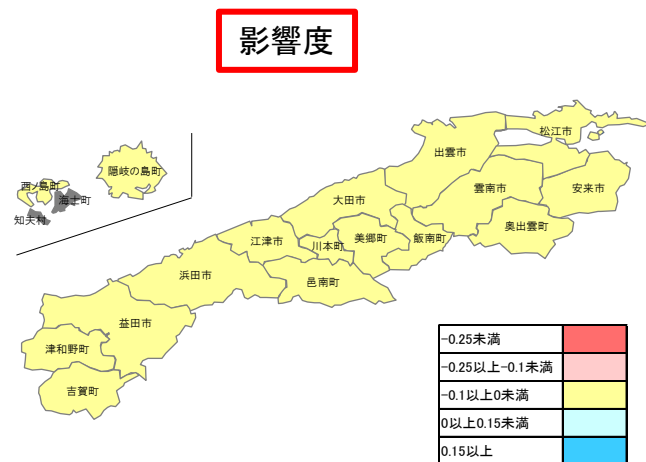 影響度
松江市
出雲市
隠岐の島町
西ノ島町
海士町
知夫村
雲南市
安来市
大田市
奥出雲町
江津市
川本町
美郷町
飯南町
浜田市
邑南町
益田市
津和野町
吉賀町
-0.25未満
-0.25以上-0.1未満
-0.1以上0未満
0以上0.15未満
0.15以上